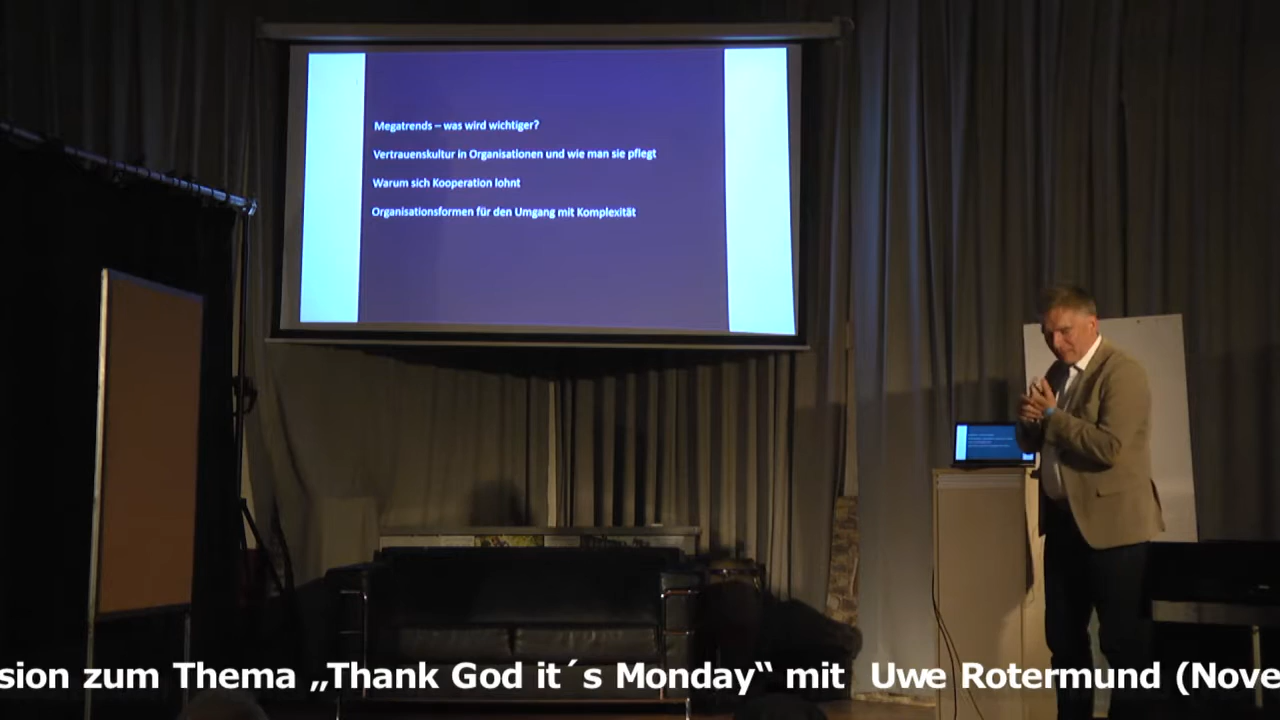 Megatrends – was wird wichtiger?
Vertrauenskultur in Organisationen und wie man sie pflegt
Warum sich Kooperation lohnt
Organisationsformen für den Umgang mit Komplexität
sion zum Thema „Thank God it´s Monday“ mit  Uwe Rotermund (Nove